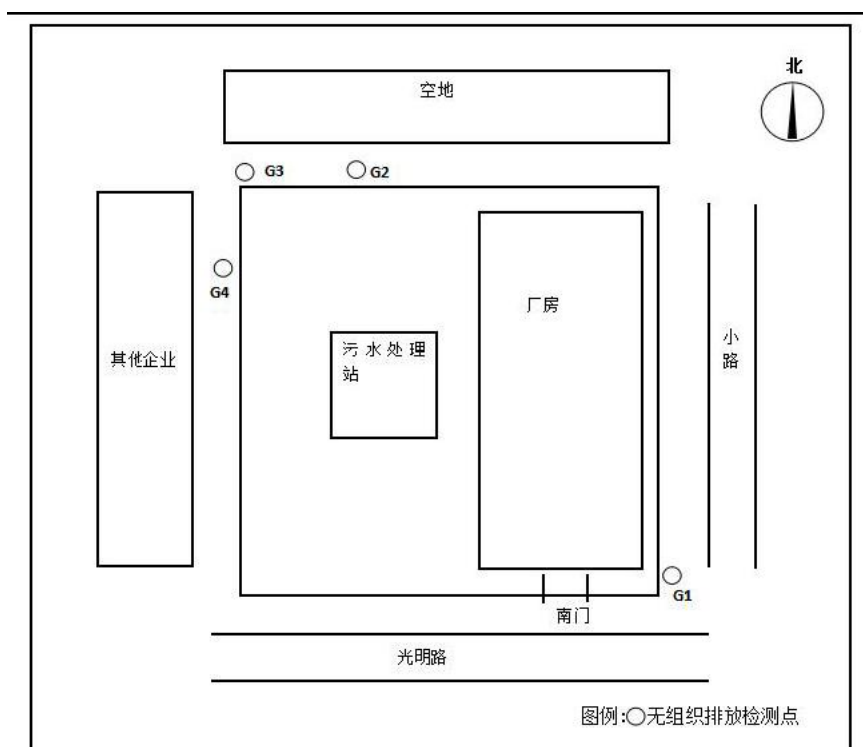 北
空地
G3
G2
G4
厂房
其他企业
污水处理
站
小
路
G1
南门
光明路
图例:○无组织排放检测点